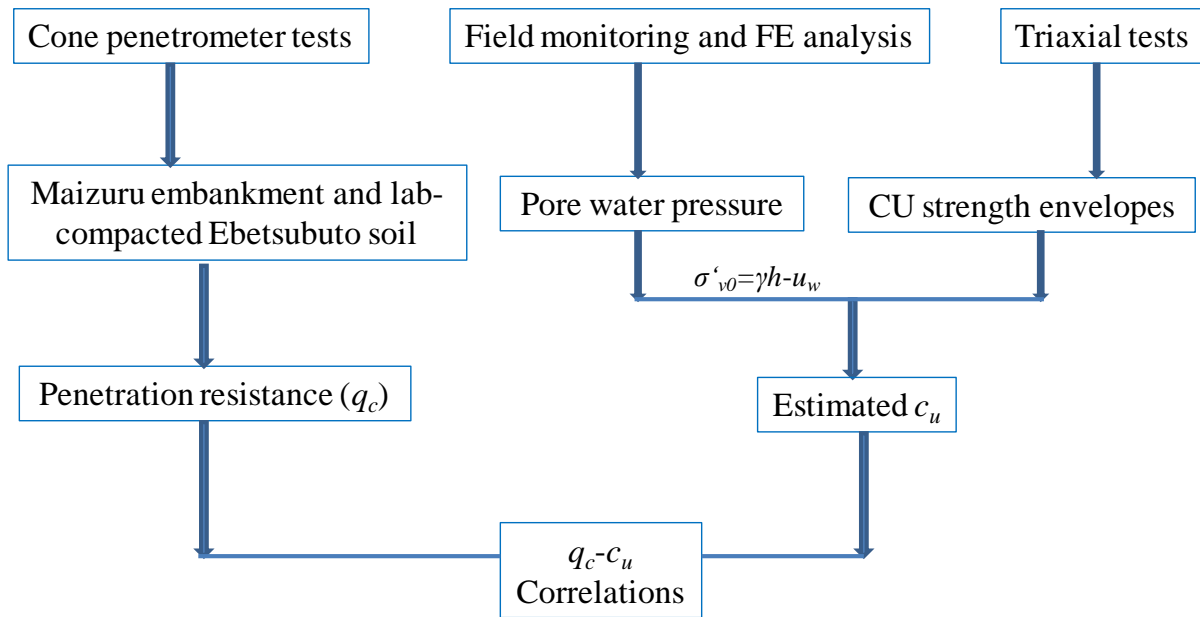 Cone penetrometer tests
Field monitoring and FE analysis
Triaxial tests
Maizuru embankment and lab-
compacted Ebetsubuto soil
Pore water pressure
CU strength envelopes
σ‘v0=γh-uw
Penetration resistance (qc)
Estimated cu
qc-cu
Correlations